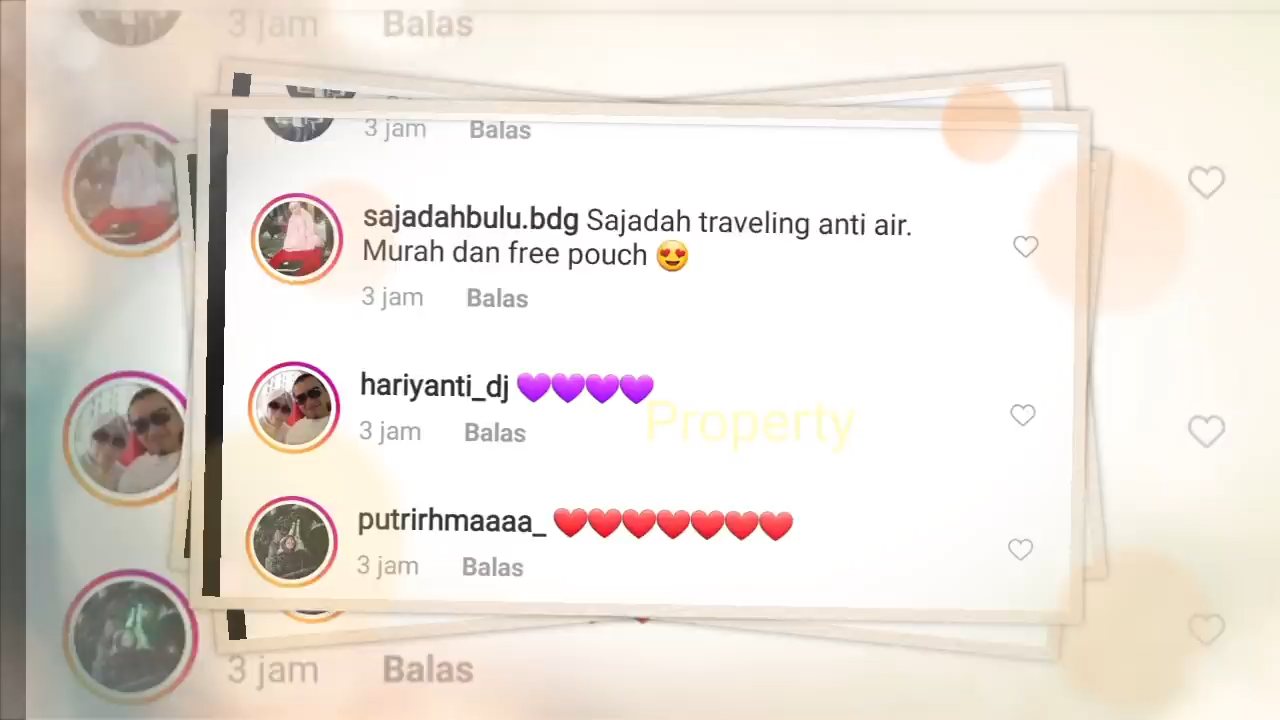 3 jam Balas
3 jam Balas
sajadahbulu.bdg Sajadah traveling anti air.
Murah dan free pouch 😍
3 jam Balas
hariyanti_dj 💜💜💜💜
Property
3 jam Balas
putrirhmaaaa_ ❤️❤️❤️❤️❤️❤️❤️
3 jam Balas
3 jam Balas